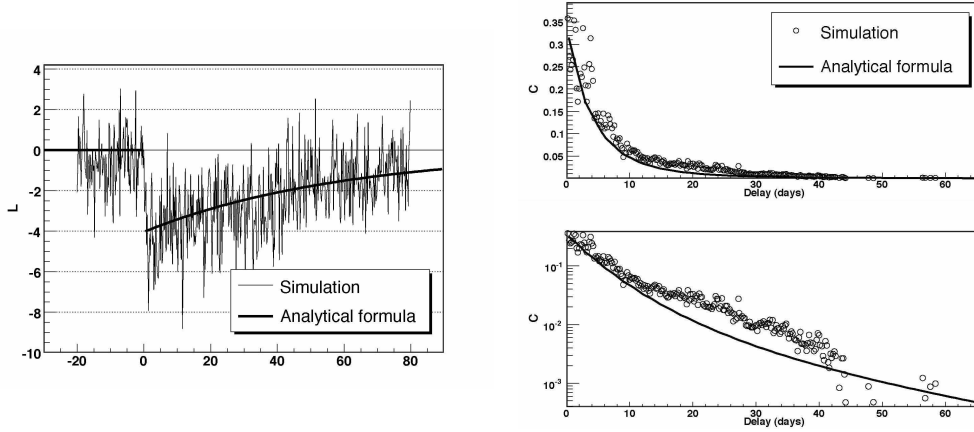 4
2
0
-2
-4
-6
-8
-10
L
-20 0 20 40 60 80
Simulation
Analytical formula
0.35
0.3
0.25
0.2
0.15
0.1
0.05
C
0 10 20 30 40 50 60
Delay (days)
Simulation
Analytical formula
10-1
10-2
10-3
C
0 10 20 30 40 50 60
Delay (days)